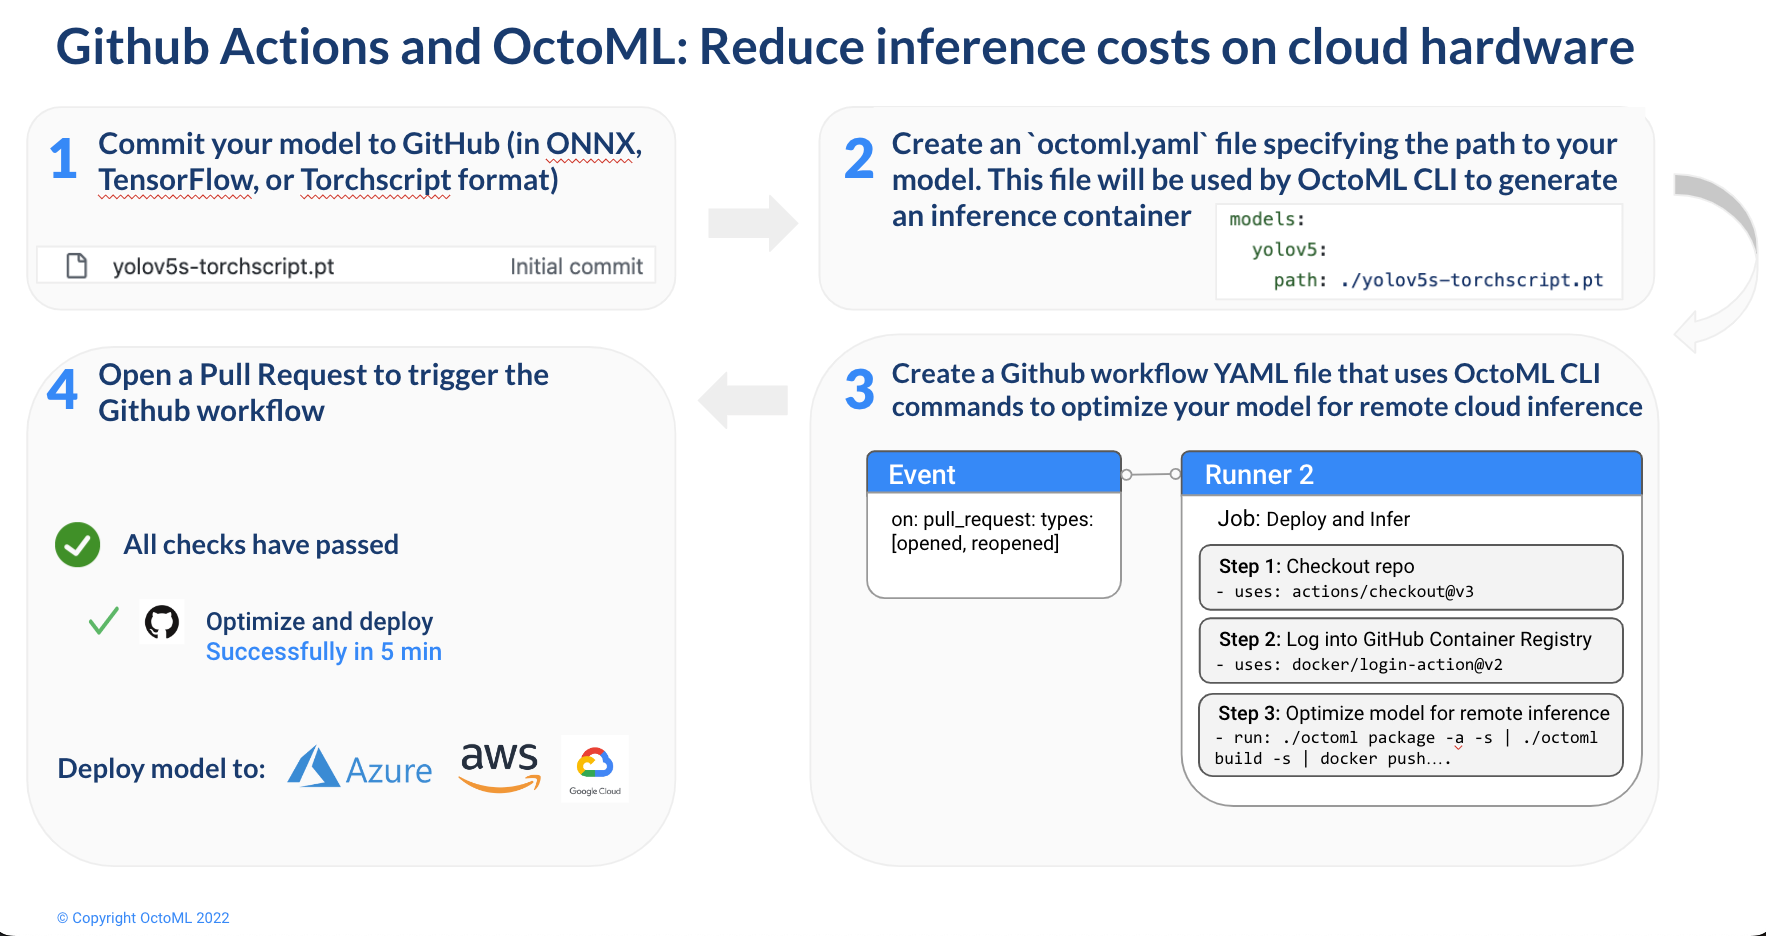 Github Actions and OctoML: Reduce inference costs on cloud hardware
1
Commit your model to GitHub (in ONNX,
TensorFlow, or Torchscript format)
yolov5s-torchscript.pt
Initial commit
2
Create an `octoml.yaml` file specifying the path to your
model. This file will be used by OctoML CLI to generate
an inference container
models:
yolov5:
path: ./yolov5s-torchscript.pt
3
Create a Github workflow YAML file that uses OctoML CLI
commands to optimize your model for remote cloud inference
Event
on: pull_request: types:
[opened, reopened]
Runner 2
Job: Deploy and Infer
Step 1: Checkout repo
- uses: actions/checkout@v3
Step 2: Log into GitHub Container Registry
- uses: docker/login-action@v2
Step 3: Optimize model for remote inference
- run: ./octoml package -a -s | ./octoml
build -s | docker push....
4
Open a Pull Request to trigger the
Github workflow
All checks have passed
Optimize and deploy
Successfully in 5 min
Deploy model to:
Azure
aws
Google Cloud
© Copyright OctoML 2022